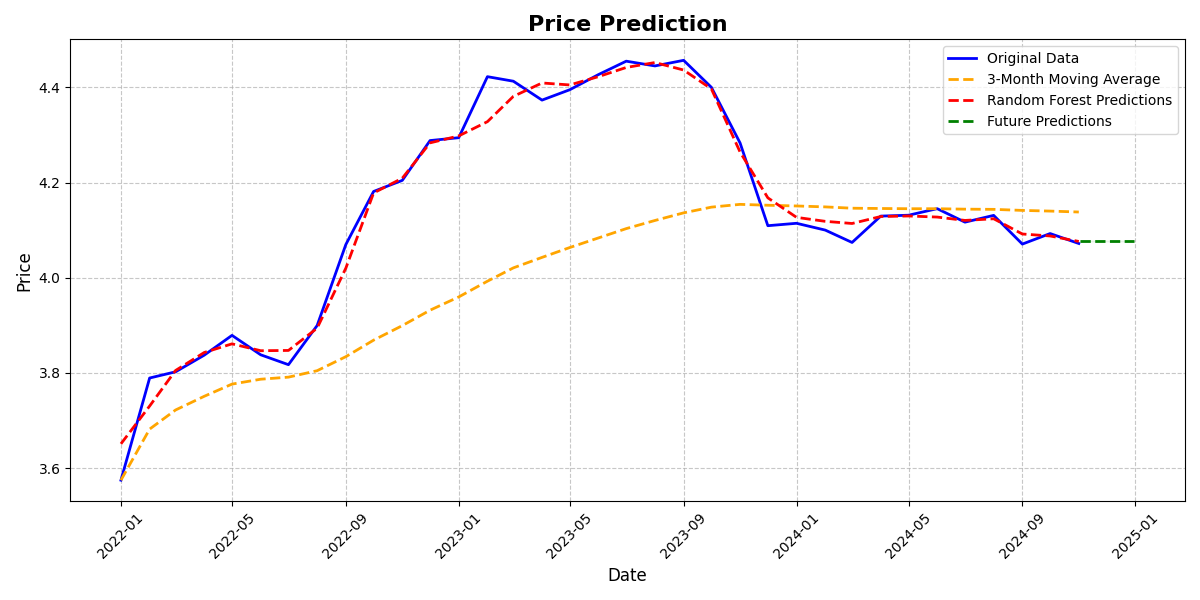 Price Prediction
Original Data
3-Month Moving Average
Random Forest Predictions
Future Predictions
Price
4.4
4.2
4.0
3.8
3.6
2022-01
2022-05
2022-09
2023-01
2023-05
2023-09
2024-01
2024-05
2024-09
2025-01
Date